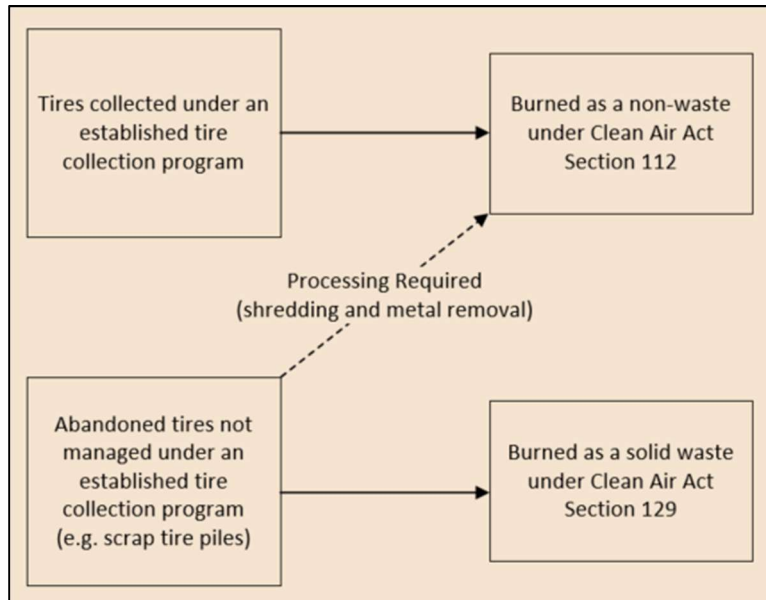 Tires collected under an
established tire
collection program
Burned as a non-waste
under Clean Air Act
Section 112
Processing Required
(shredding and metal removal)
Abandoned tires not
managed under an
established tire
collection program
(e.g. scrap tire piles)
Burned as a solid waste
under Clean Air Act
Section 129